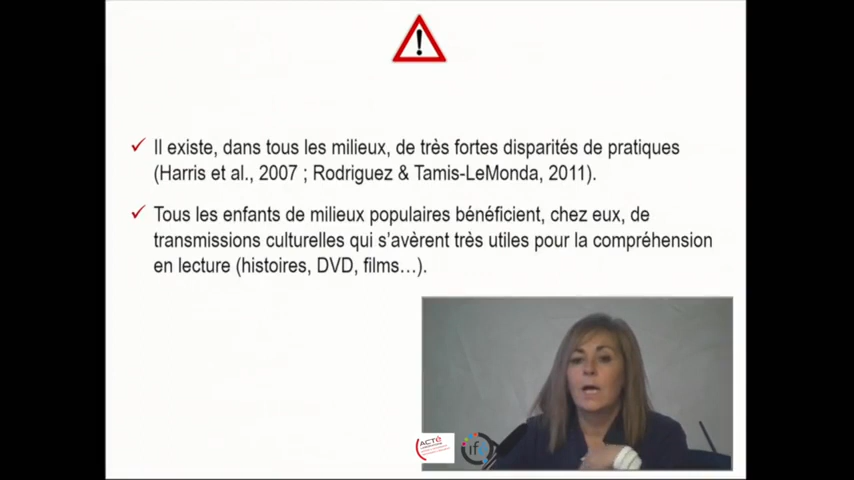 Il existe, dans tous les milieux, de très fortes disparités de pratiques
(Harris et al., 2007 ; Rodriguez & Tamis-LeMonda, 2011).
Tous les enfants de milieux populaires bénéficient, chez eux, de
transmissions culturelles qui s'avèrent très utiles pour la compréhension
en lecture (histoires, DVD, films…).
ACTé
ifé